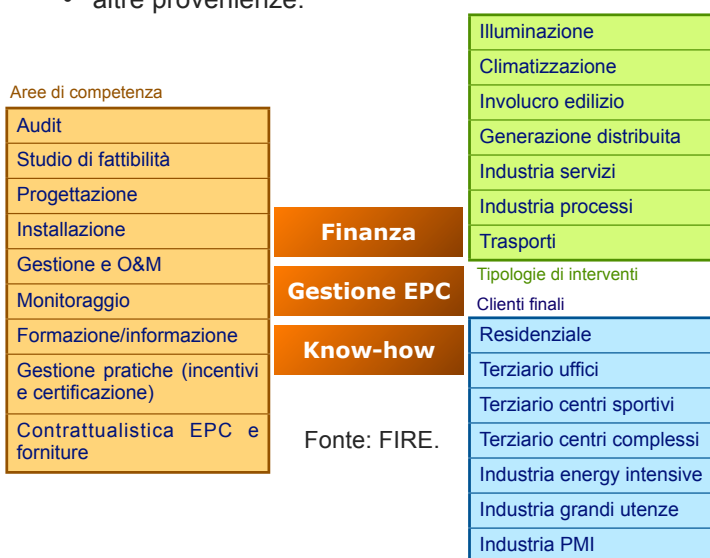 • altre provenienze.
Aree di competenza
Audit
Studio di fattibilità
Progettazione
Installazione
Gestione e O&M
Monitoraggio
Formazione/informazione
Gestione pratiche (incentivi
e certificazione)
Contrattualistica EPC e
forniture
Finanza
Gestione EPC
Know-how
Fonte: FIRE.
Illuminazione
Climatizzazione
Involucro edilizio
Generazione distribuita
Industria servizi
Industria processi
Trasporti
Tipologie di interventi
Clienti finali
Residenziale
Terziario uffici
Terziario centri sportivi
Terziario centri complessi
Industria energy intensive
Industria grandi utenze
Industria PMI